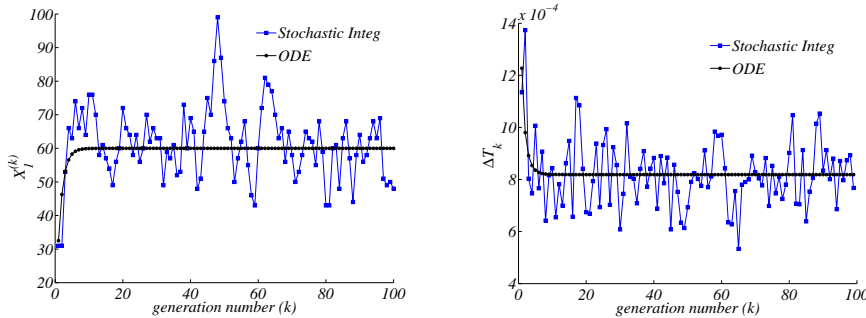 100
90
80
70
60
50
40
30
20
X_1^(k)
0 20 40 60 80 100
generation number (k)
Stochastic Integ
ODE
16 x 10^-4
14
12
10
8
6
4
ΔT_k
0 20 40 60 80 100
generation number (k)
Stochastic Integ
ODE